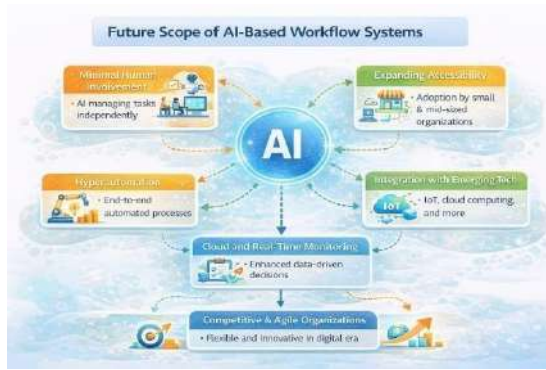 Future Scope of AI-Based Workflow Systems
Minimal Human
Involvement
• AI managing tasks
independently
Expanding Accessibility
• Adoption by small
& mid-sized
organizations
AI
Hyperautomation
• End-to-end
automated processes
Integration with Emerging Tech
IoT
• IoT, cloud computing,
and more
Cloud and Real-Time Monitoring
• Enhanced data-driven
decisions
Competitive & Agile Organizations
• Flexible and innovative in digital era